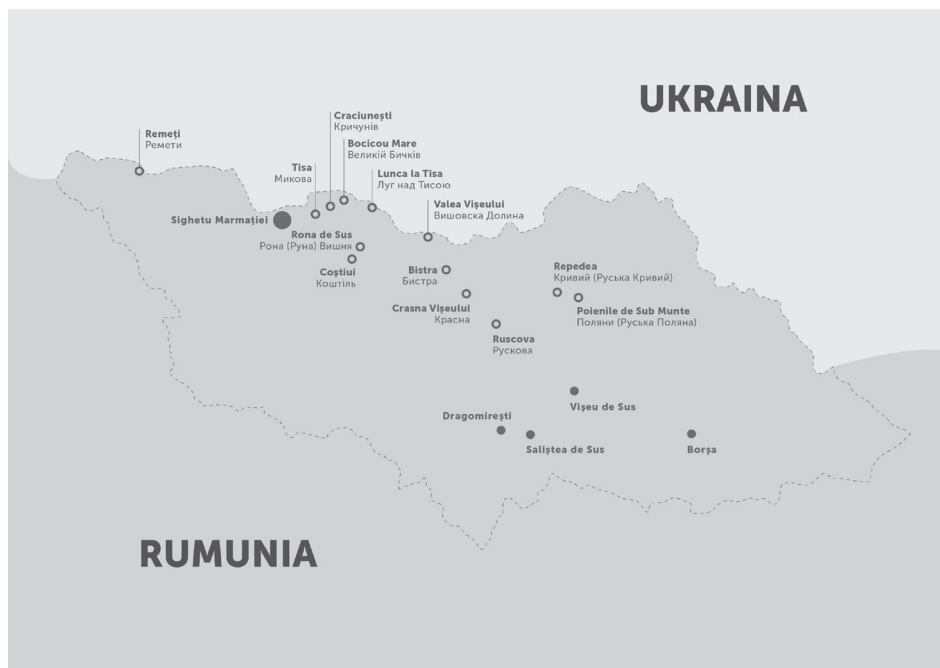 UKRAINA
Craciunești
Кричунів
Remeți
Ремети
Bocicou Mare
Великій Бичків
Tisa
Микова
Lunca la Tisa
Луг над Тисою
Valea Vișeului
Вишовска Долина
Sighetu Marmației
Rona de Sus
Рона (Руна) Вишня
Coștiui
Коштіль
Bistra
Бистра
Repedea
Кривий (Руська Кривий)
Crasna Vișeului
Красна
Poienile de Sub Munte
Поляни (Руська Поляна)
Ruscova
Рускова
Vișeu de Sus
Dragomirești
Saliștea de Sus
Borșa
RUMUNIA